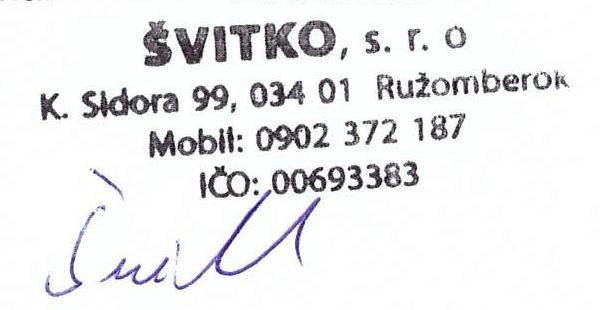 ŠVITKO, s. r. o
K. Sidora 99, 034 01 Ružomberok
Mobil: 0902 372 187
IČO: 00693383